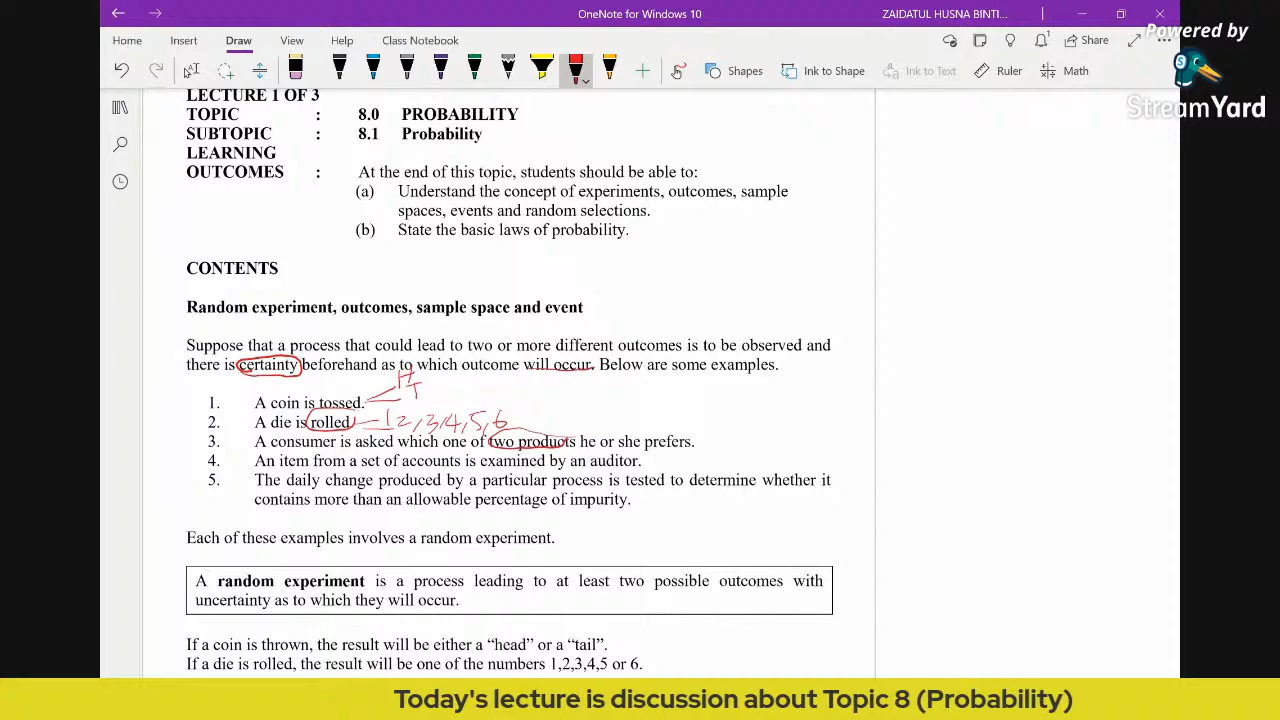 OneNote for Windows 10
ZAIDATUL HUSNA BINTI...
Powered by
StreamYard
Home Insert Draw View Help Class Notebook
Share
Shapes Ink to Shape Ink to Text Ruler Math
LECTURE 1 OF 3
TOPIC : 8.0 PROBABILITY
SUBTOPIC : 8.1 Probability
LEARNING
OUTCOMES : At the end of this topic, students should be able to:
(a) Understand the concept of experiments, outcomes, sample
spaces, events and random selections.
(b) State the basic laws of probability.
CONTENTS
Random experiment, outcomes, sample space and event
Suppose that a process that could lead to two or more different outcomes is to be observed and
there is certainty beforehand as to which outcome will occur. Below are some examples.
H
T
1. A coin is tossed.
2. A die is rolled 1 2, 3, 4, 5, 6
3. A consumer is asked which one of two products he or she prefers.
4. An item from a set of accounts is examined by an auditor.
5. The daily change produced by a particular process is tested to determine whether it
contains more than an allowable percentage of impurity.
Each of these examples involves a random experiment.
A random experiment is a process leading to at least two possible outcomes with
uncertainty as to which they will occur.
If a coin is thrown, the result will be either a “head” or a “tail”.
If a die is rolled, the result will be one of the numbers 1,2,3,4,5 or 6.
Today's lecture is discussion about Topic 8 (Probability)